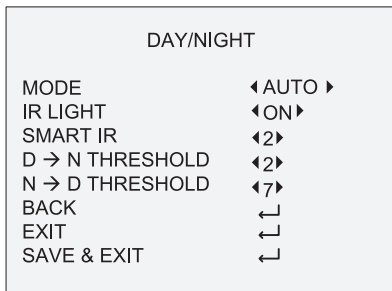 DAY/NIGHT
MODE AUTO
IR LIGHT ON
SMART IR 2
D → N THRESHOLD 2
N → D THRESHOLD 7
BACK
EXIT
SAVE & EXIT